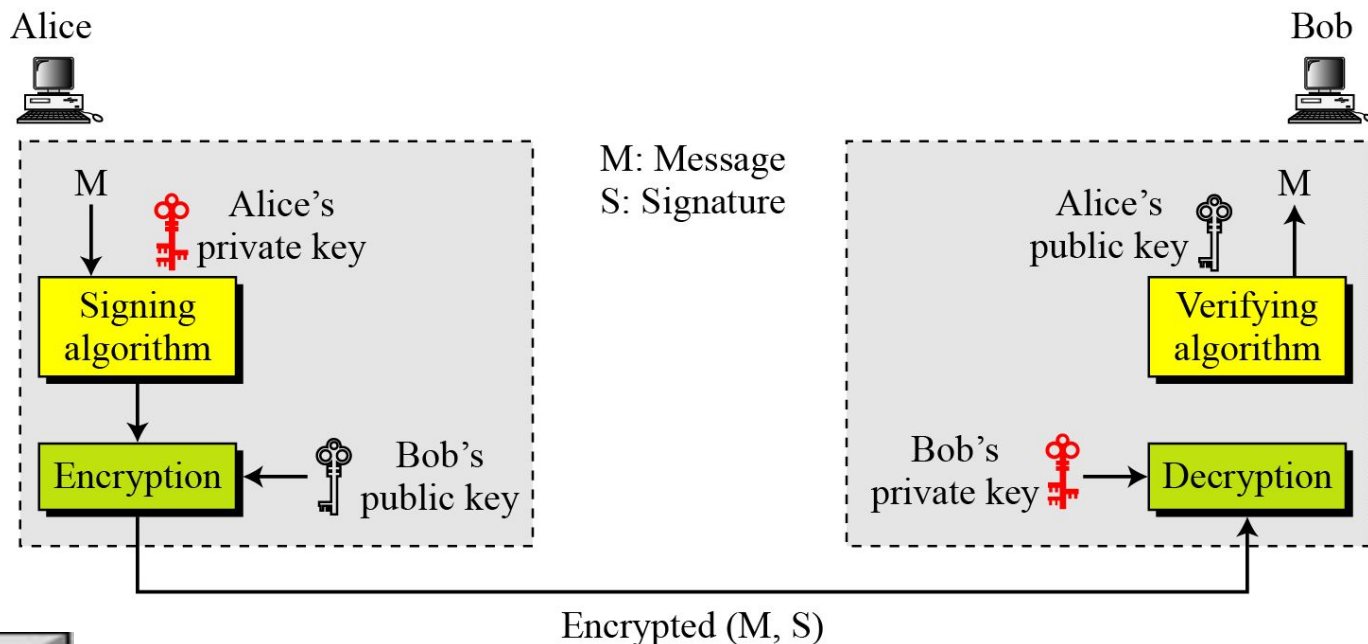 Alice
Bob
M: Message
S: Signature
M
Alice’s
private key
Signing
algorithm
Encryption
Bob’s
public key
Alice’s
public key
M
Verifying
algorithm
Bob’s
private key
Decryption
Encrypted (M, S)